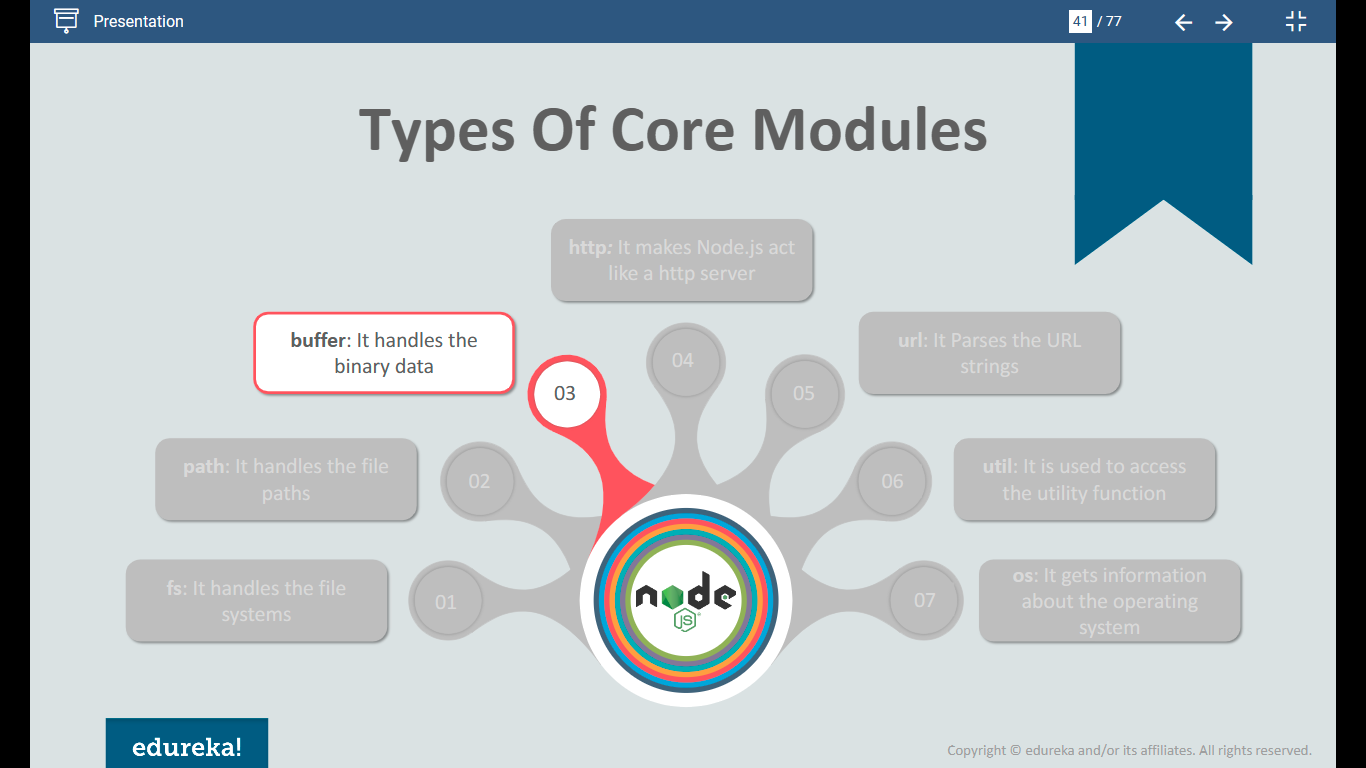 Presentation
41 / 77
Types Of Core Modules
http: It makes Node.js act
like a http server
buffer: It handles the
binary data
03
04
05
url: It Parses the URL
strings
path: It handles the file
paths
02
06
util: It is used to access
the utility function
fs: It handles the file
systems
01
node
JS
07
os: It gets information
about the operating
system
edureka!
Copyright © edureka and/or its affiliates. All rights reserved.